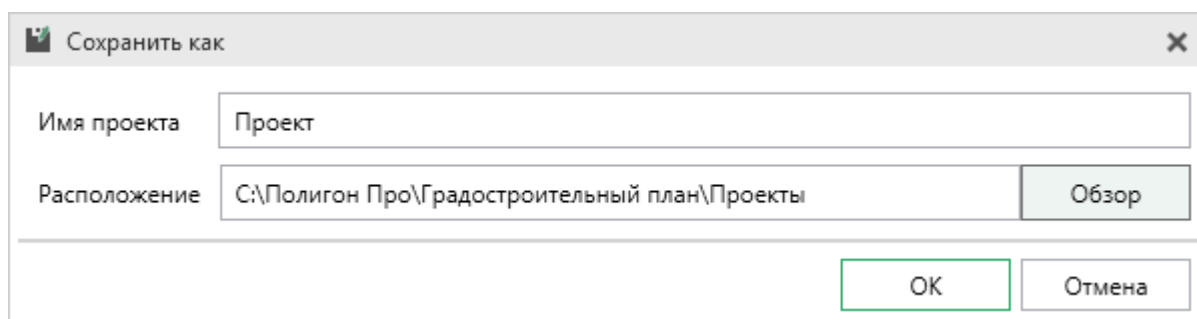 Сохранить как
Имя проекта Проект
Расположение C:\Полигон Про\Градостроительный план\Проекты Обзор
OK Отмена